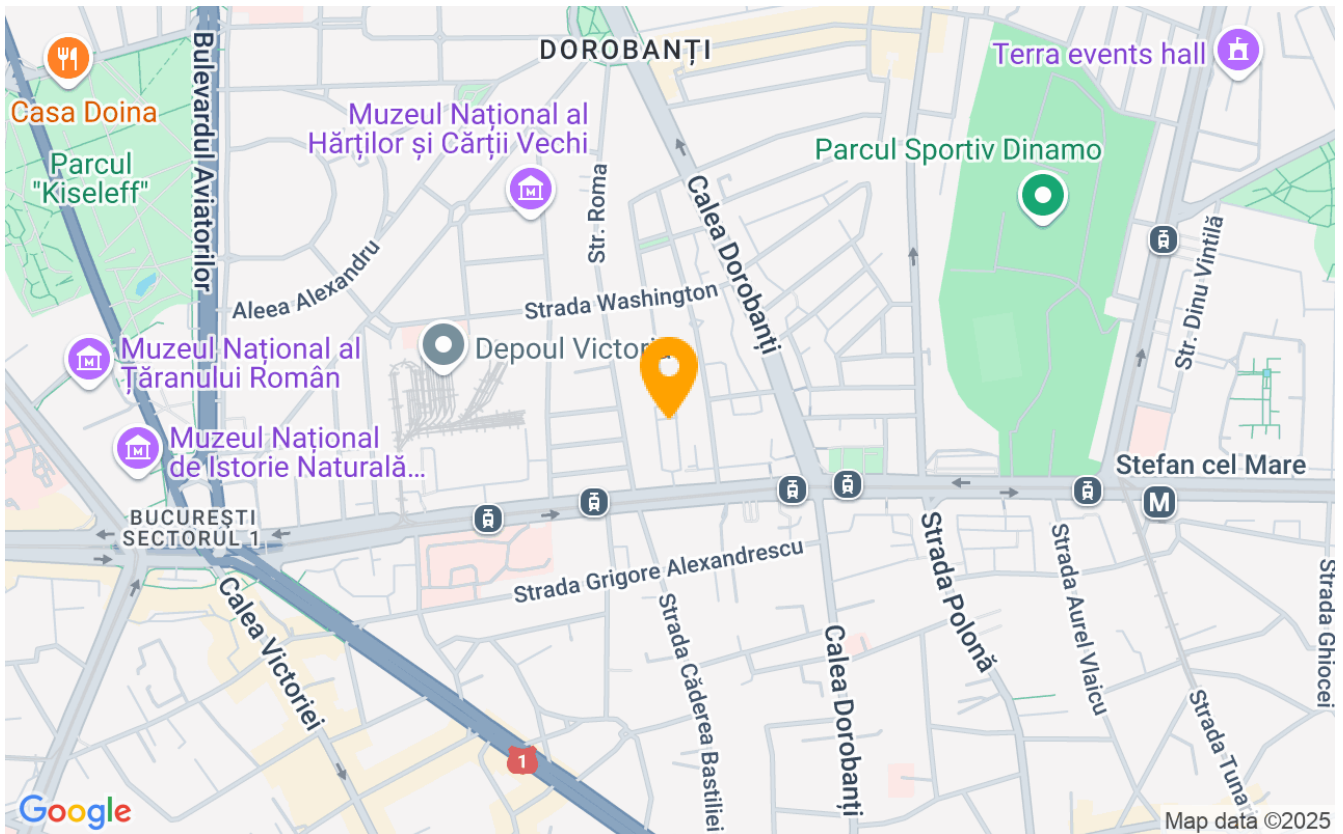 DOROBANȚI
Terra events hall
Casa Doina
Bulevardul Aviatorilor
Muzeul Național al
Hărților și Cărții Vechi
Parcul
"Kiseleff"
Parcul Sportiv Dinamo
Str. Roma
Calea Dorobanți
Aleea Alexandru
Strada Washington
Str. Dinu Vintilă
Muzeul Național al
Țăranului Român
Depoul Victoria
Muzeul Național
de Istorie Naturală...
Stefan cel Mare
M
BUCUREȘTI
SECTORUL 1
Strada Grigore Alexandrescu
Calea Victoriei
Strada Căderea Bastiliei
Calea Dorobanți
Strada Polonă
Strada Aurel Vlaicu
Strada Tunari
Strada Ghiocei
1
Google
Map data ©2025